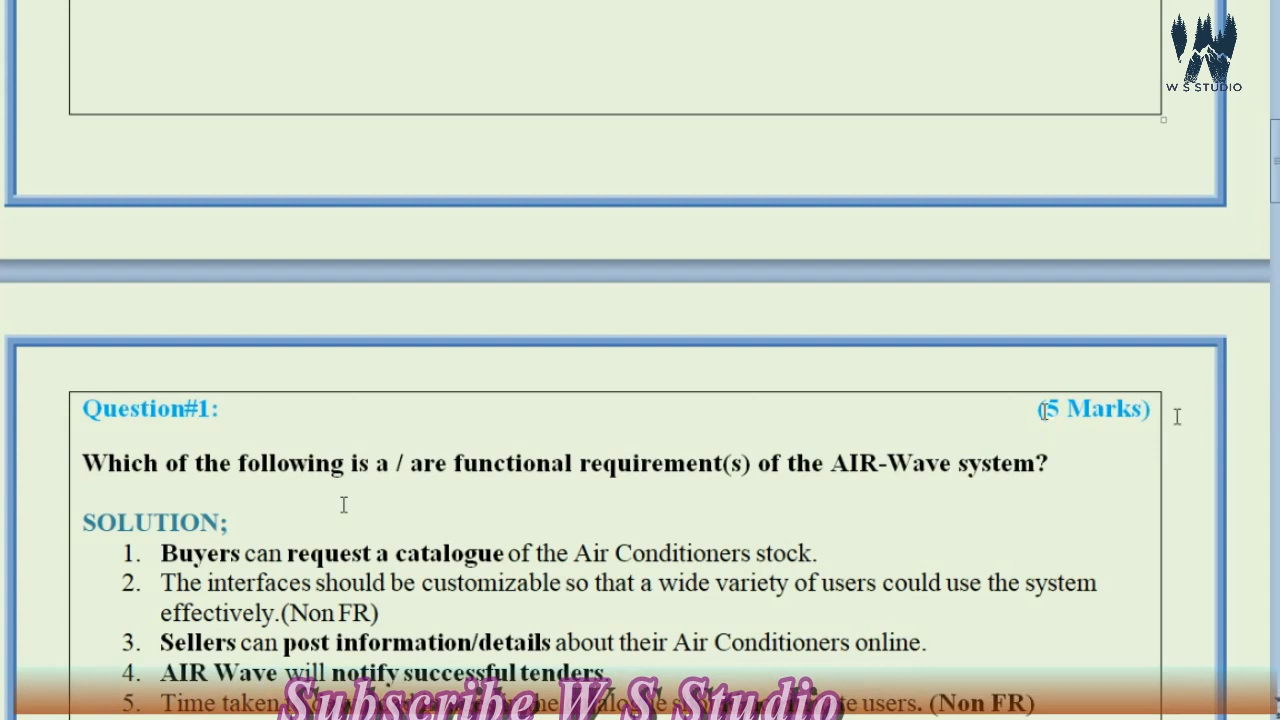 W S STUDIO
Question#1: (5 Marks)
Which of the following is a / are functional requirement(s) of the AIR-Wave system?
SOLUTION;
1. Buyers can request a catalogue of the Air Conditioners stock.
2. The interfaces should be customizable so that a wide variety of users could use the system
effectively.(Non FR)
3. Sellers can post information/details about their Air Conditioners online.
4. AIR Wave will notify successful tenders.
5. Time taken users. (Non FR)
Subscribe W S Studio